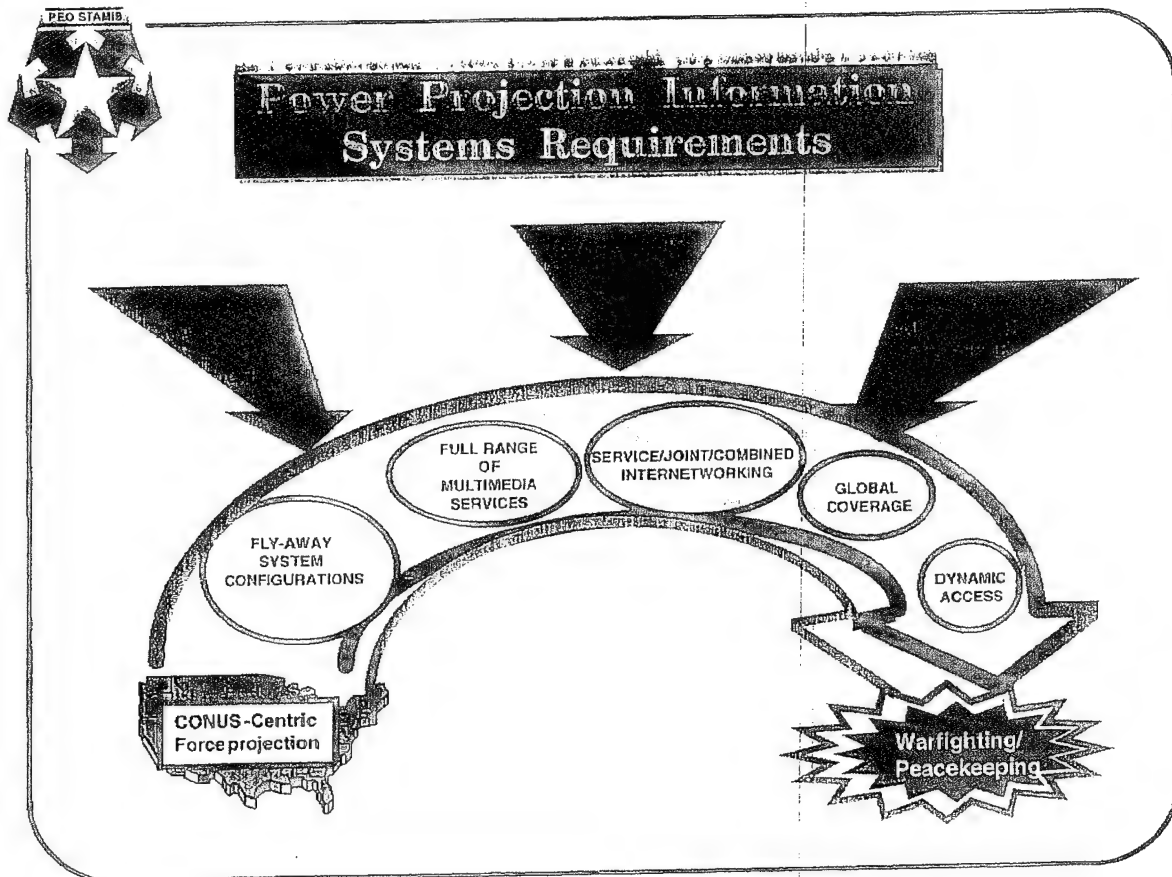 PEO STAMIS
Power Projection Information
Systems Requirements
FULL RANGE
OF
MULTIMEDIA
SERVICES
SERVICE/JOINT/COMBINED
INTERNETWORKING
GLOBAL
COVERAGE
FLY-AWAY
SYSTEM
CONFIGURATIONS
DYNAMIC
ACCESS
CONUS-Centric
Force projection
Warfighting/
Peacekeeping